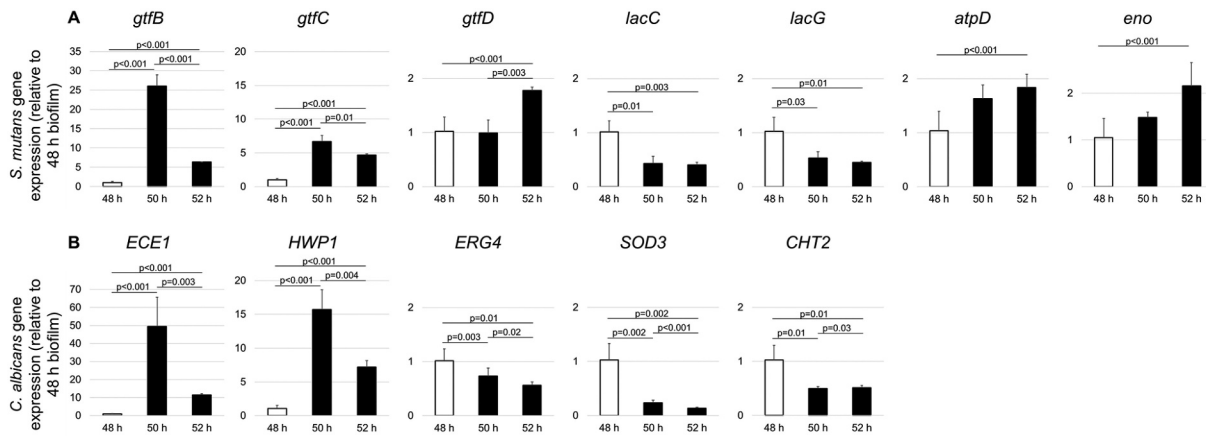 A
gtfB
gtfC
gtfD
lacC
lacG
atpD
eno
S. mutans gene
expression (relative to
48 h biofilm)
p<0.001
p<0.001 p<0.001
35
30
25
20
15
10
5
0
48 h 50 h 52 h
p<0.001
p<0.001 p=0.01
20
15
10
5
0
48 h 50 h 52 h
p<0.001
p=0.003
2
1
0
48 h 50 h 52 h
p=0.003
p=0.01
2
1
0
48 h 50 h 52 h
p=0.01
p=0.03
2
1
0
48 h 50 h 52 h
p<0.001
2
1
0
48 h 50 h 52 h
p<0.001
2
1
0
48 h 50 h 52 h
B
ECE1
HWP1
ERG4
SOD3
CHT2
C. albicans gene
expression (relative to
48 h biofilm)
p<0.001
p<0.001 p=0.003
70
60
50
40
30
20
10
0
48 h 50 h 52 h
p<0.001
p<0.001 p=0.004
20
15
10
5
0
48 h 50 h 52 h
p=0.01
p=0.003 p=0.02
2
1
0
48 h 50 h 52 h
p=0.002
p=0.002 p<0.001
2
1
0
48 h 50 h 52 h
p=0.01
p=0.01 p=0.03
2
1
0
48 h 50 h 52 h